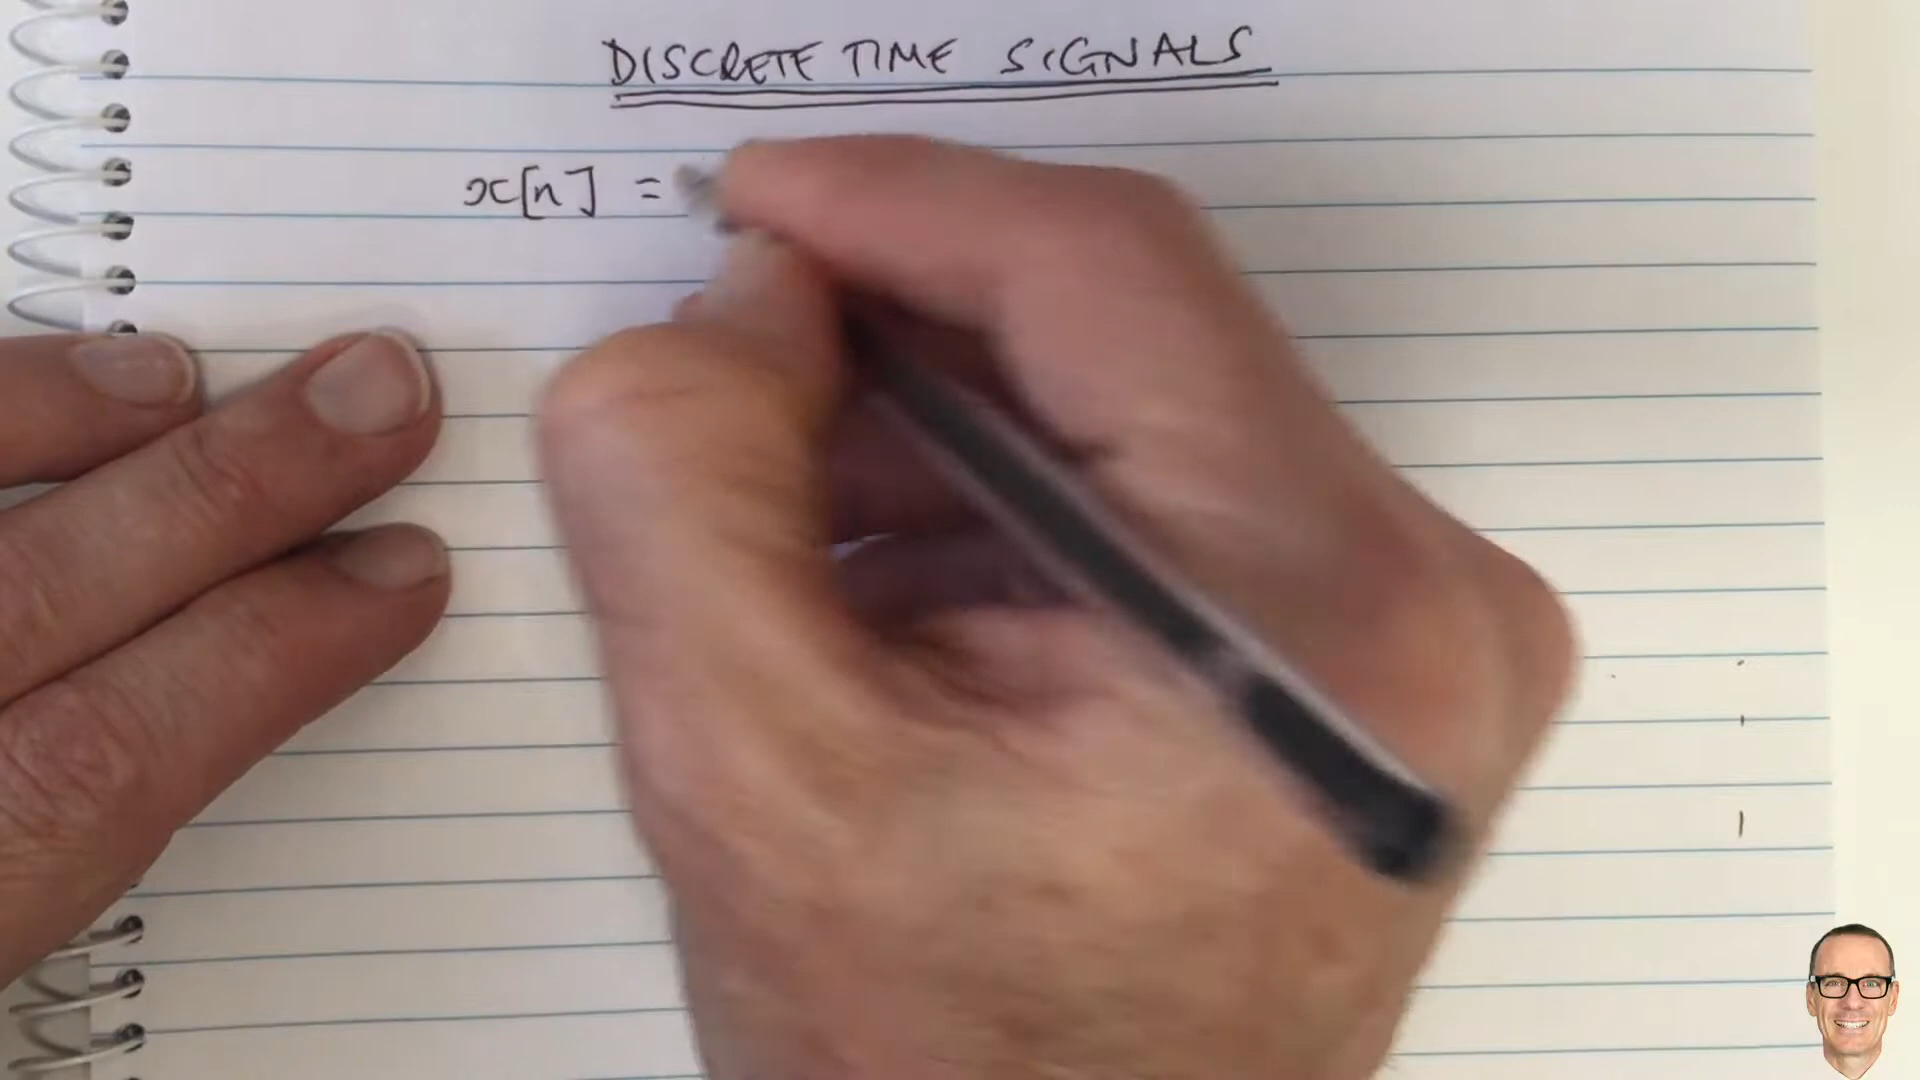 DISCRETE TIME SIGNALS
x[n] =